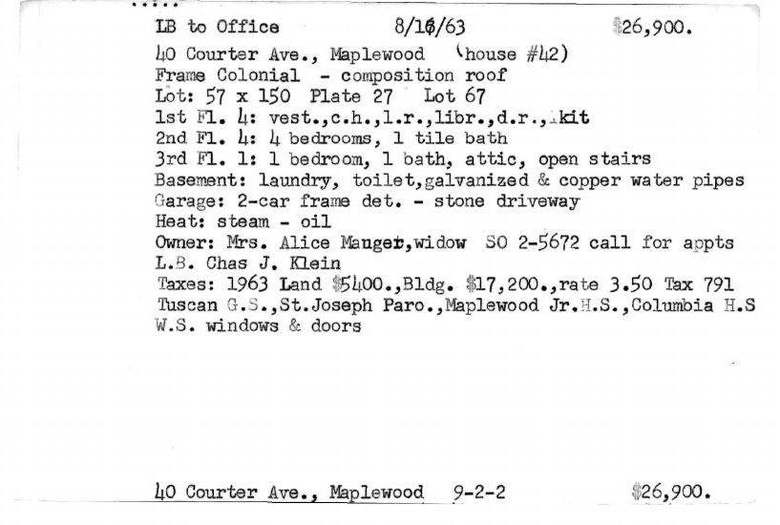 LB to Office 8/16/63 $26,900.
40 Courter Ave., Maplewood (house #42)
Frame Colonial - composition roof
Lot: 57 x 150 Plate 27 Lot 67
1st Fl. 4: vest.,c.h.,l.r.,libr.,d.r.,kit
2nd Fl. 4: 4 bedrooms, 1 tile bath
3rd Fl. 1: 1 bedroom, 1 bath, attic, open stairs
Basement: laundry, toilet,galvanized & copper water pipes
Garage: 2-car frame det. - stone driveway
Heat: steam - oil
Owner: Mrs. Alice Mauger,widow SO 2-5672 call for appts
L.B. Chas J. Klein
Taxes: 1963 Land $5400.,Bldg. $17,200.,rate 3.50 Tax 791
Tuscan G.S.,St.Joseph Paro.,Maplewood Jr.H.S.,Columbia H.S
W.S. windows & doors
40 Courter Ave., Maplewood 9-2-2 $26,900.